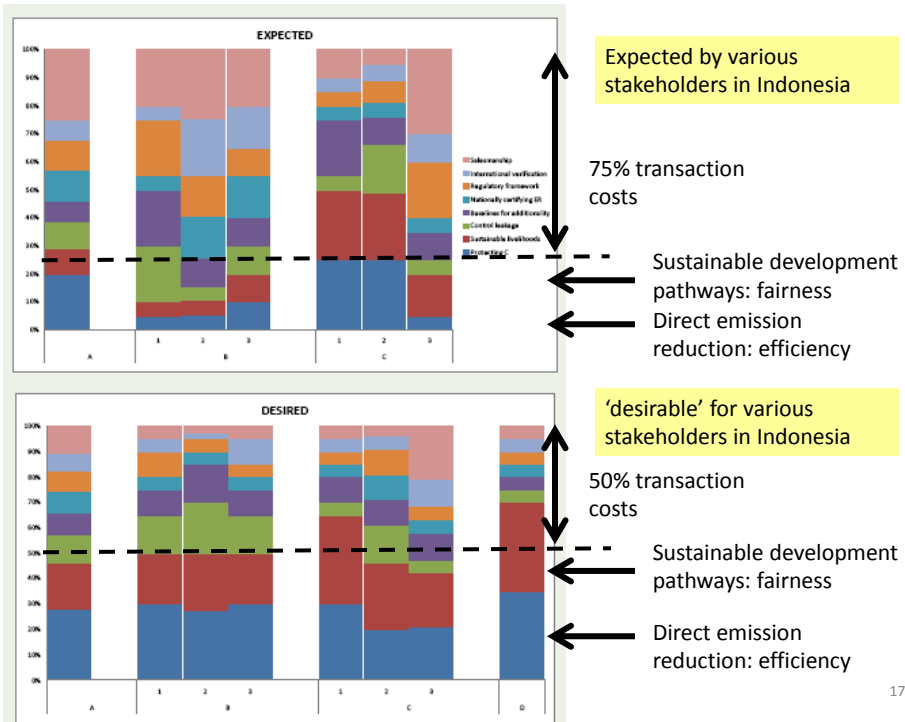 EXPECTED
100%
90%
80%
70%
60%
50%
40%
30%
20%
10%
0%
Salesmanship
International verification
Regulatory framework
Nationally certifying ER
Baselines for additionality
Control leakage
Sustainable livelihoods
Protecting C
1
2
3
1
2
3
A
B
C
Expected by various
stakeholders in Indonesia
75% transaction
costs
Sustainable development
pathways: fairness
Direct emission
reduction: efficiency
DESIRED
100%
90%
80%
70%
60%
50%
40%
30%
20%
10%
0%
1
2
3
1
2
3
A
B
C
D
‘desirable’ for various
stakeholders in Indonesia
50% transaction
costs
Sustainable development
pathways: fairness
Direct emission
reduction: efficiency
17